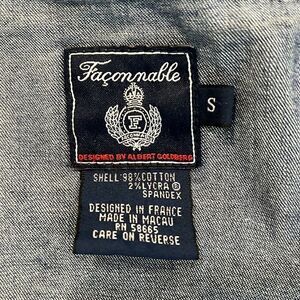 Façonnable
F
DESIGNED BY ALBERT GOLDBERG
S
SHELL: 98%COTTON
2%LYCRA ®
SPANDEX
DESIGNED IN FRANCE
MADE IN MACAU
RN 58665
CARE ON REVERSE